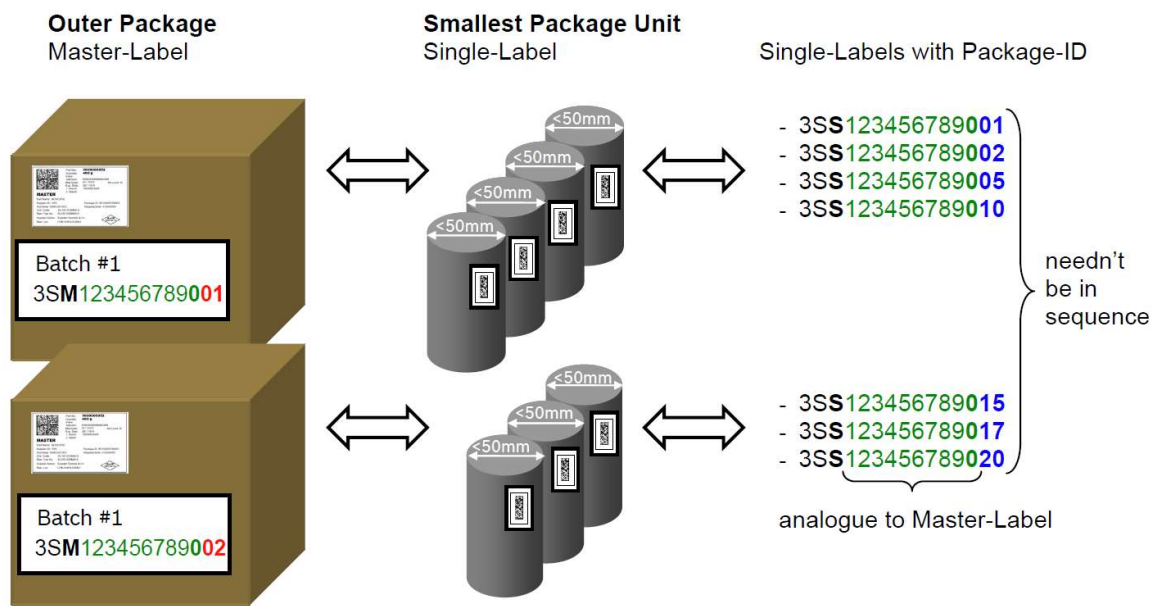 Outer Package
Master-Label
Smallest Package Unit
Single-Label
Single-Labels with Package-ID
MASTER
Batch #1
3SM123456789001
<50mm
<50mm
<50mm
<50mm
- 3SS123456789001
- 3SS123456789002
- 3SS123456789005
- 3SS123456789010
needn't
be in
sequence
MASTER
Batch #1
3SM123456789002
<50mm
<50mm
<50mm
- 3SS123456789015
- 3SS123456789017
- 3SS123456789020
analogue to Master-Label